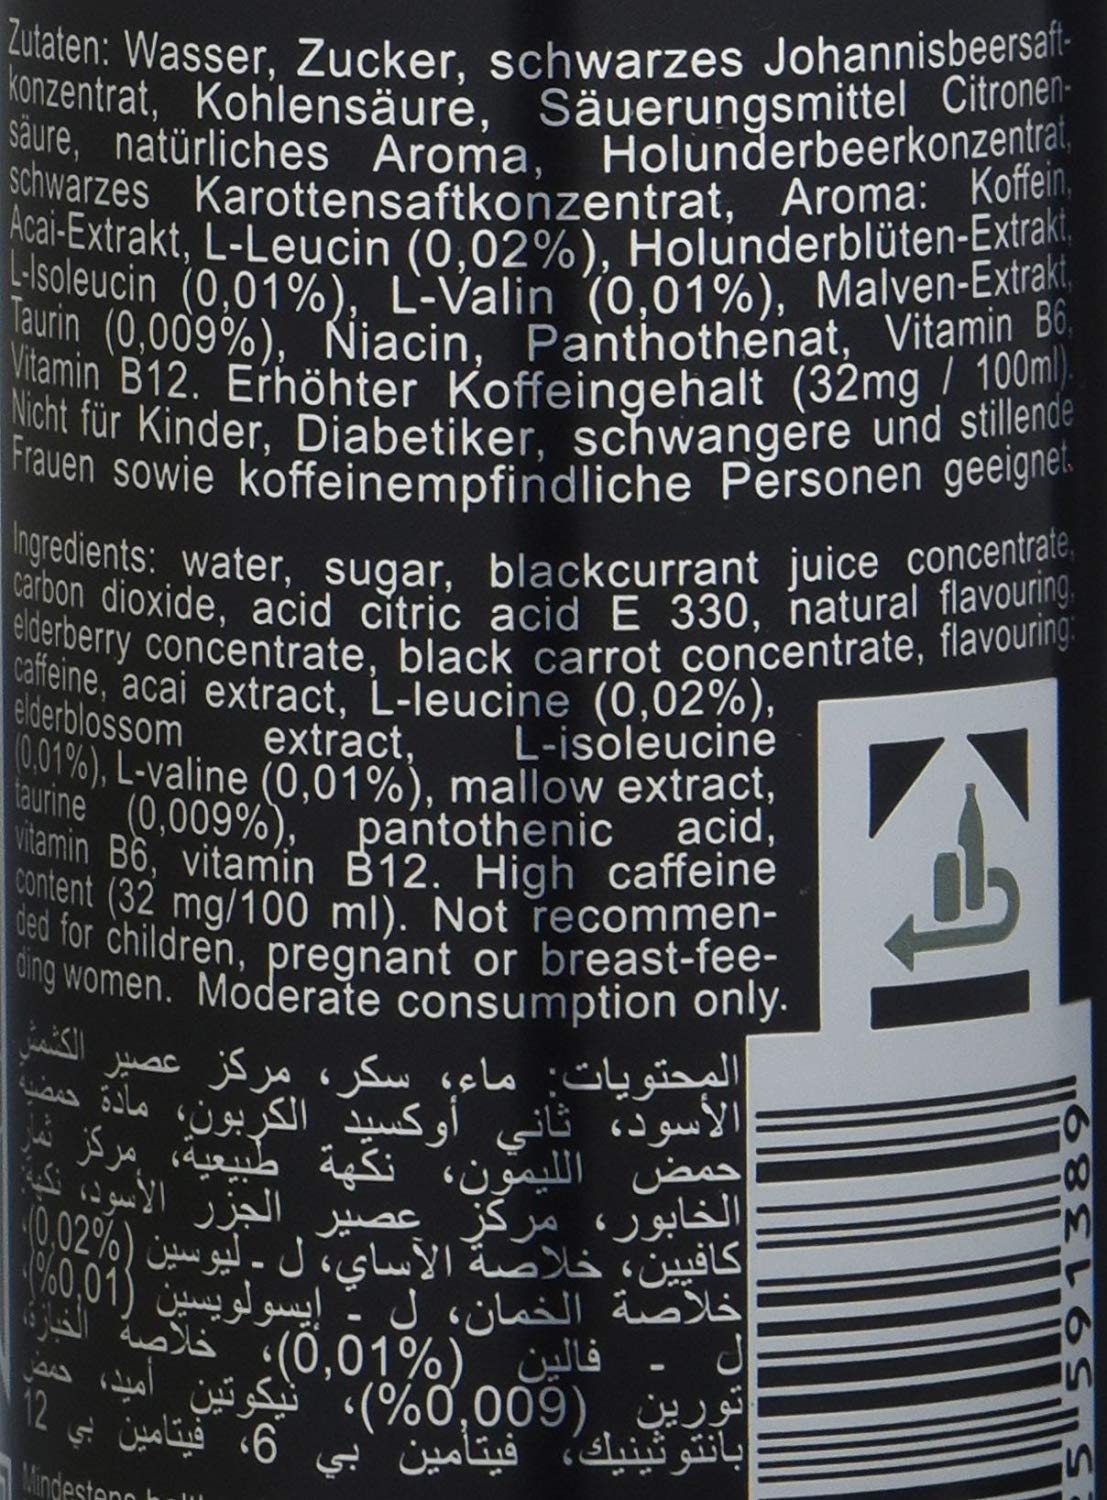 Zutaten: Wasser, Zucker, schwarzes Johannisbeersaft-
konzentrat, Kohlensäure, Säuerungsmittel Citronen-
säure, natürliches Aroma, Holunderbeerkonzentrat,
schwarzes Karottensaftkonzentrat, Aroma: Koffein,
Acai-Extrakt, L-Leucin (0,02%), Holunderblüten-Extrakt,
L-Isoleucin (0,01%), L-Valin (0,01%), Malven-Extrakt,
Taurin (0,009%), Niacin, Panthothenat, Vitamin B6,
Vitamin B12. Erhöhter Koffeingehalt (32mg / 100ml).
Nicht für Kinder, Diabetiker, schwangere und stillende
Frauen sowie koffeinempfindliche Personen geeignet.
Ingredients: water, sugar, blackcurrant juice concentrate,
carbon dioxide, acid citric acid E 330, natural flavouring,
elderberry concentrate, black carrot concentrate, flavouring:
caffeine, acai extract, L-leucine (0,02%),
elderblossom extract, L-isoleucine
(0,01%), L-valine (0,01%), mallow extract,
taurine (0,009%), pantothenic acid,
vitamin B6, vitamin B12. High caffeine
content (32 mg/100 ml). Not recommen-
ded for children, pregnant or breast-fee-
ding women. Moderate consumption only.
المحتويات: ماء، سكر، مركز عصير الكشمش
الأسود، ثاني أوكسيد الكربون، مادة حمضية
حمض الليمون، نكهة طبيعية، مركز ثمار
الخابور، مركز عصير الجزر الأسود، نكهة:
كافيين، خلاصة الآساي، ل - ليوسين (0,02%)،
خلاصة الخمان، ل - إيسولويسين (0,01%)،
ل - فالين (0,01%)، خلاصة الخبازة،
تورين (0,009%)، نيكوتين أميد، حمض
بانتوثينيك، فيتامين بي 6، فيتامين بي 12
Mindestens
25591389